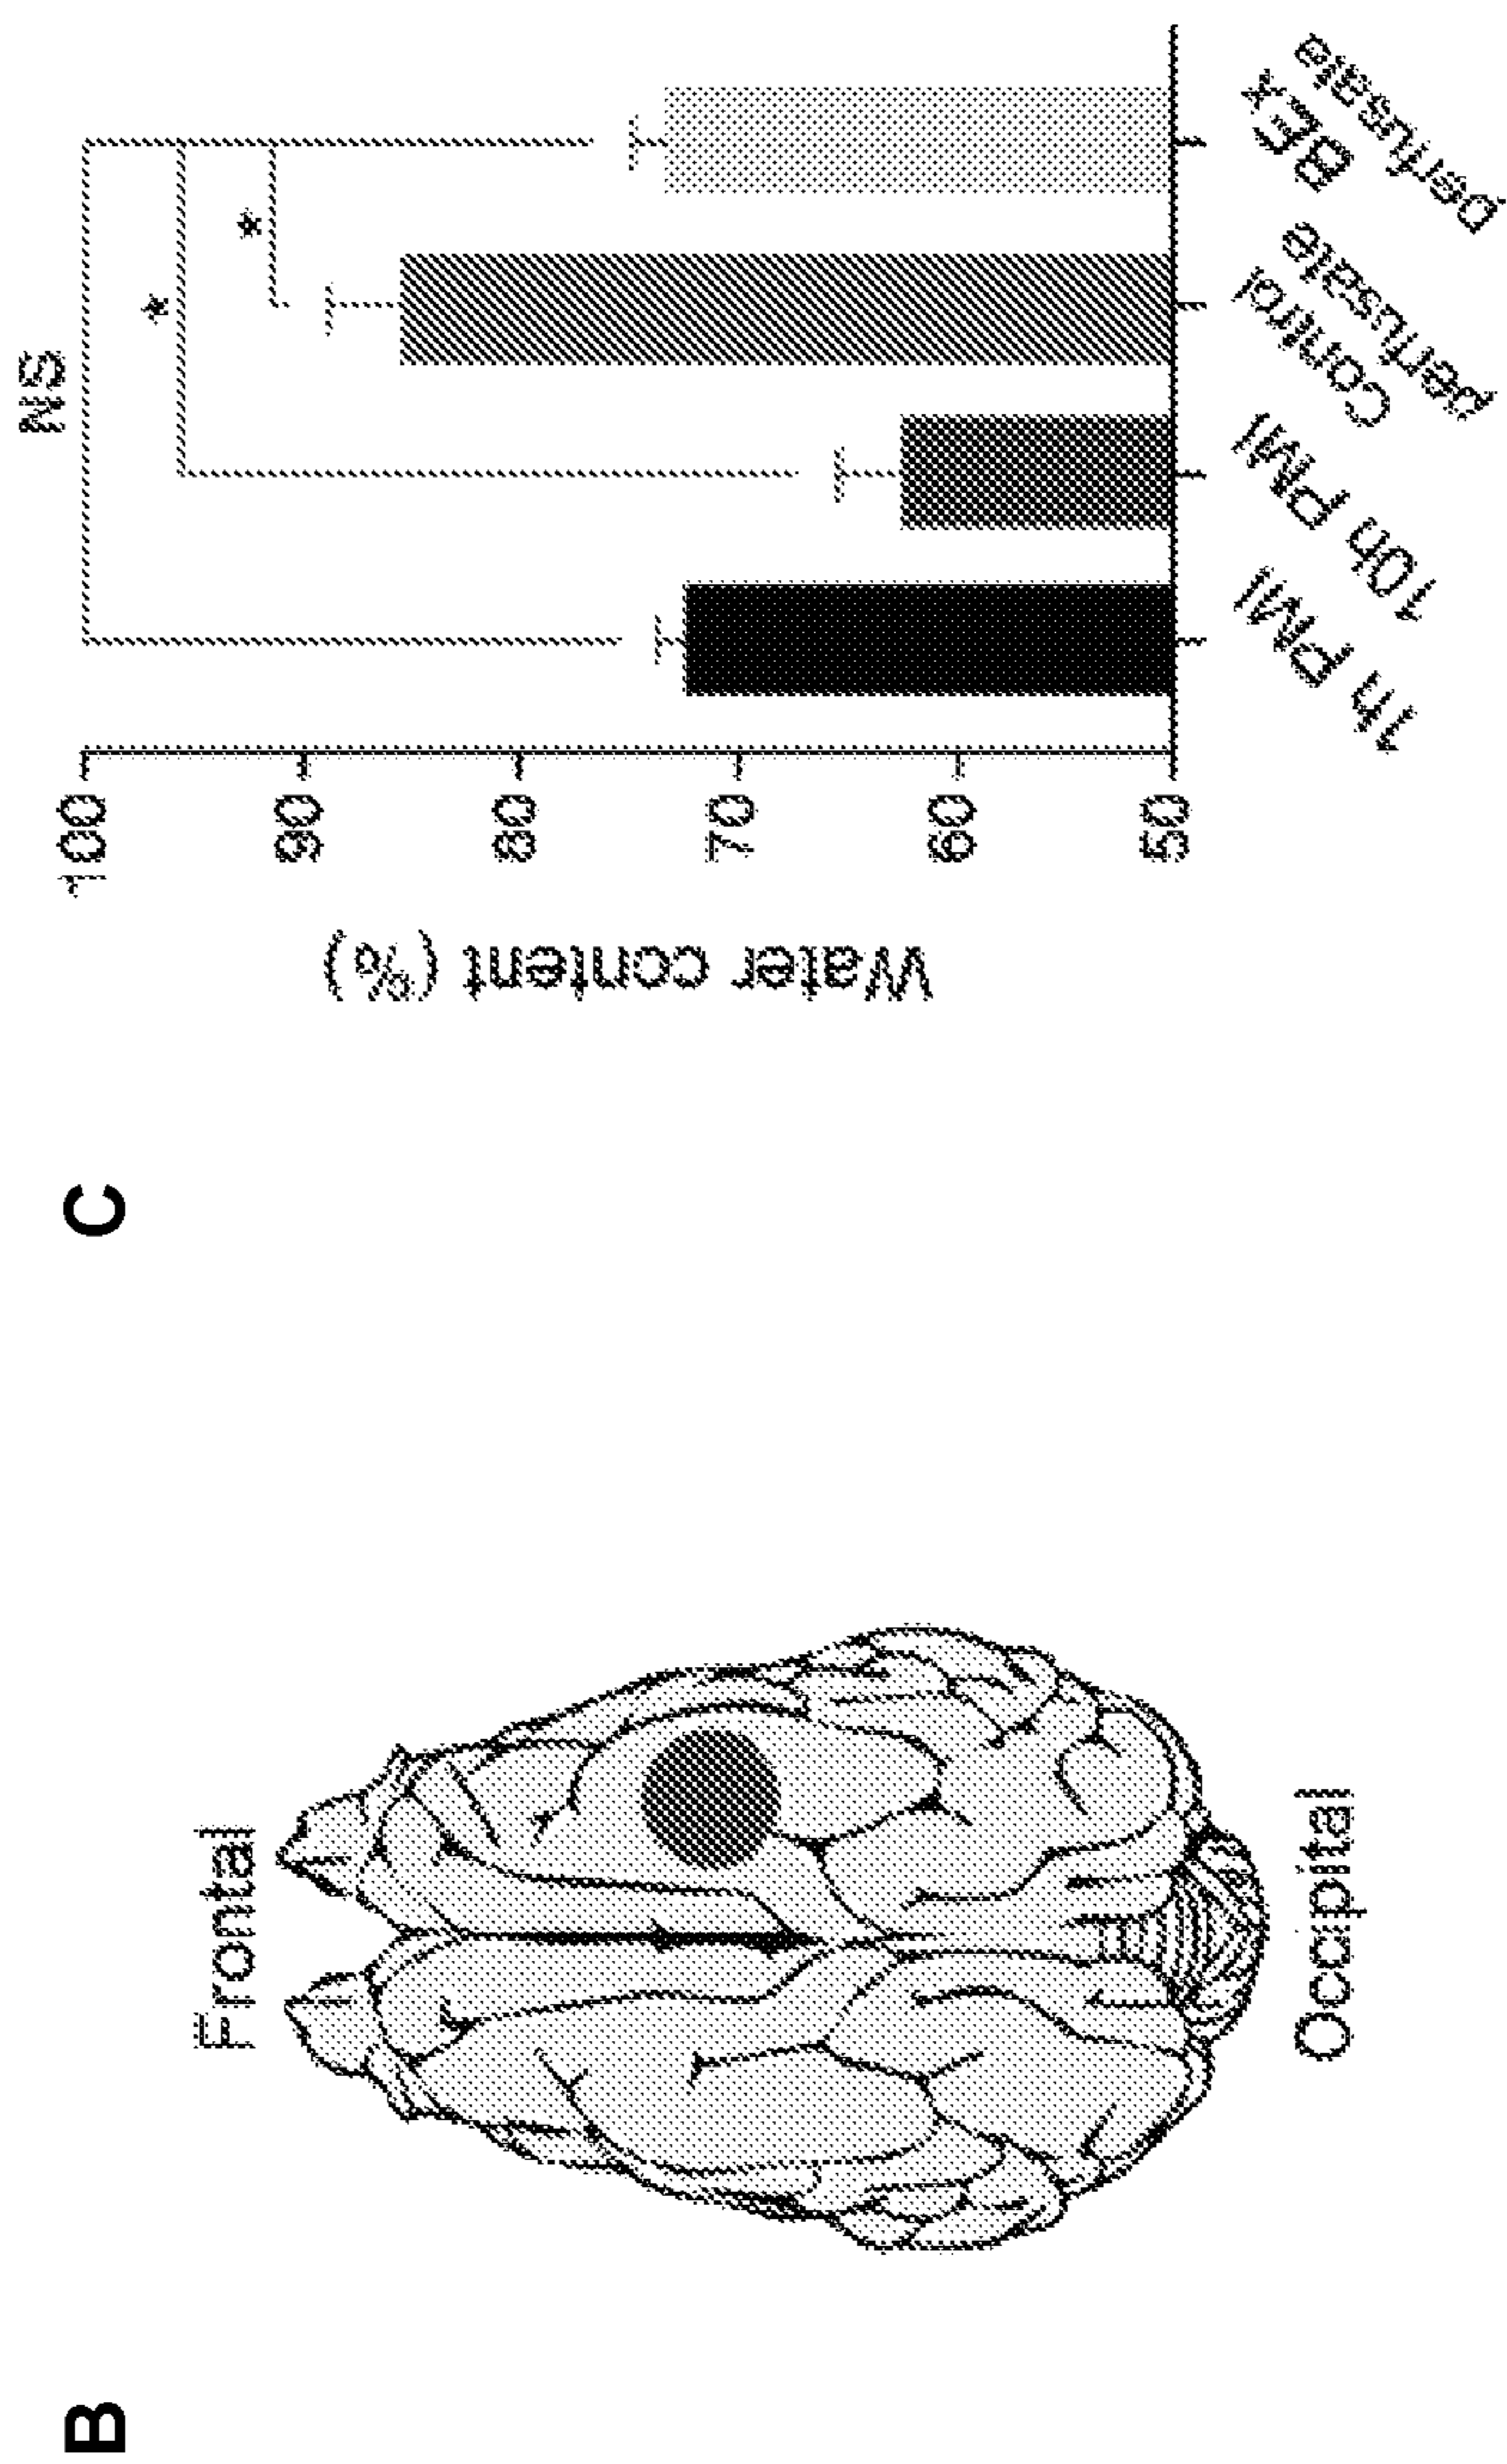 B
Frontal
Occipital
C
NS
*
*
Water content (%)
100
90
80
70
60
50
1h PMI
10h PMI
Control
perfusate
BEx
perfusate